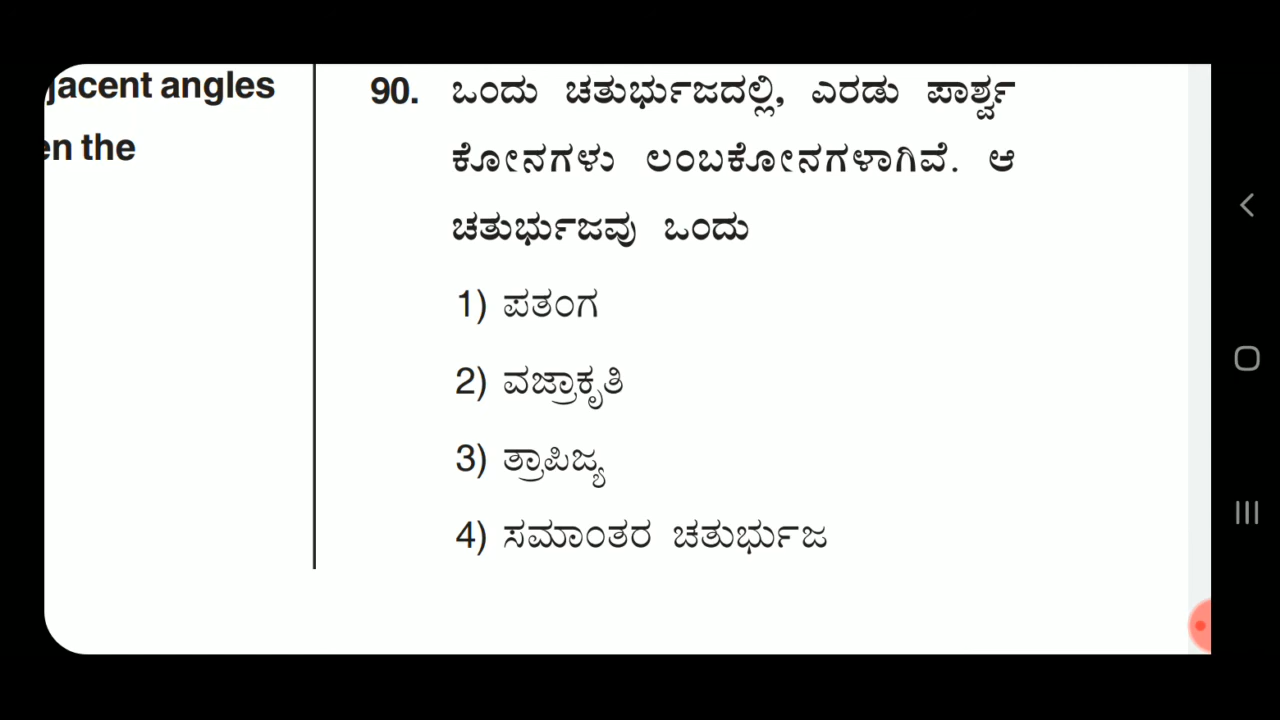 jacent angles
en the
90. ಒಂದು ಚತುರ್ಭುಜದಲ್ಲಿ, ಎರಡು ಪಾರ್ಶ್ವ
ಕೋನಗಳು ಲಂಬಕೋನಗಳಾಗಿವೆ. ಆ
ಚತುರ್ಭುಜವು ಒಂದು
1) ಪತಂಗ
2) ವಜ್ರಾಕೃತಿ
3) ತ್ರಾಪಿಜ್ಯ
4) ಸಮಾಂತರ ಚತುರ್ಭುಜ